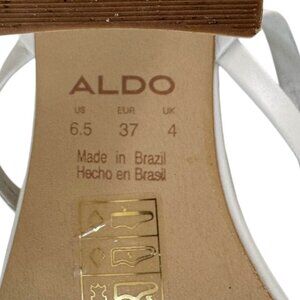 ALDO
US EUR UK
6.5 37 4
Made in Brazil
Hecho en Brasil